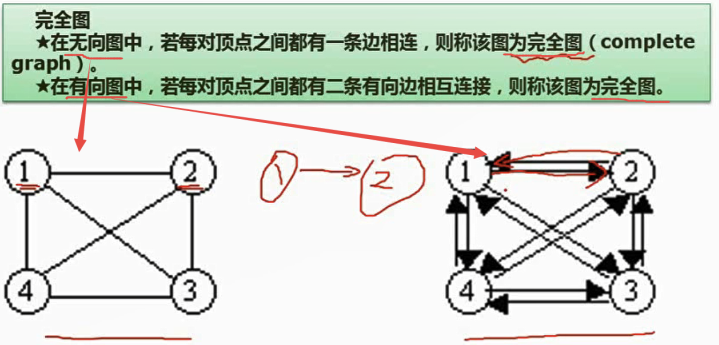 完全图
★在无向图中，若每对顶点之间都有一条边相连，则称该图为完全图（complete
graph）。
★在有向图中，若每对顶点之间都有二条有向边相互连接，则称该图为完全图。
1 2 1 2 1 2
4 3 4 3